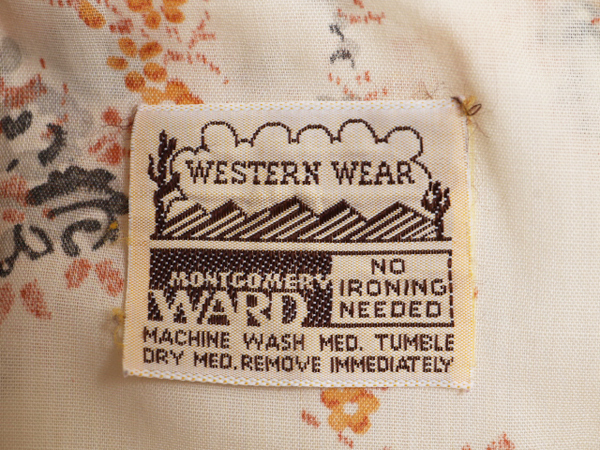 WESTERN WEAR
MONTGOMERY
WARD
NO
IRONING
NEEDED
MACHINE WASH MED. TUMBLE
DRY MED. REMOVE IMMEDIATELY